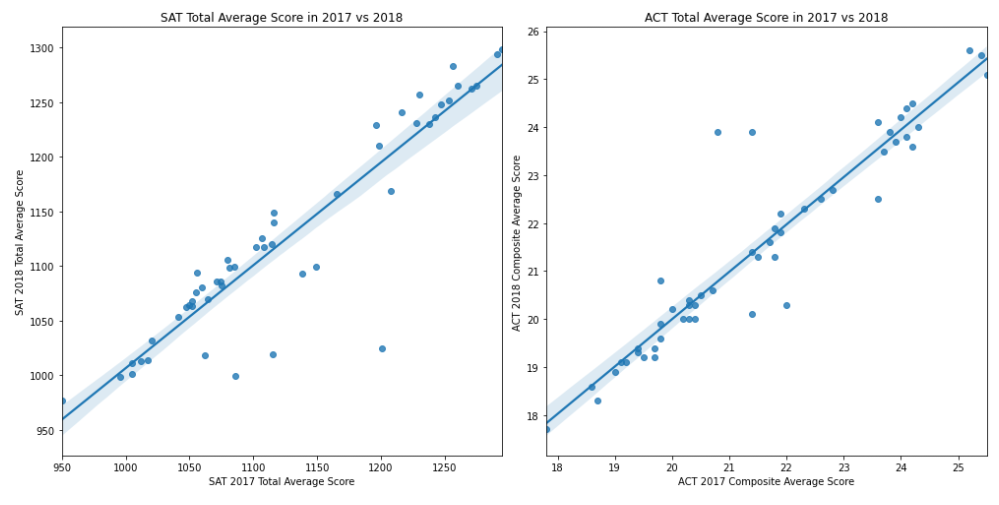 SAT Total Average Score in 2017 vs 2018
SAT 2018 Total Average Score
1300
1250
1200
1150
1100
1050
1000
950
950 1000 1050 1100 1150 1200 1250
SAT 2017 Total Average Score
ACT Total Average Score in 2017 vs 2018
ACT 2018 Composite Average Score
26
25
24
23
22
21
20
19
18
18 19 20 21 22 23 24 25
ACT 2017 Composite Average Score